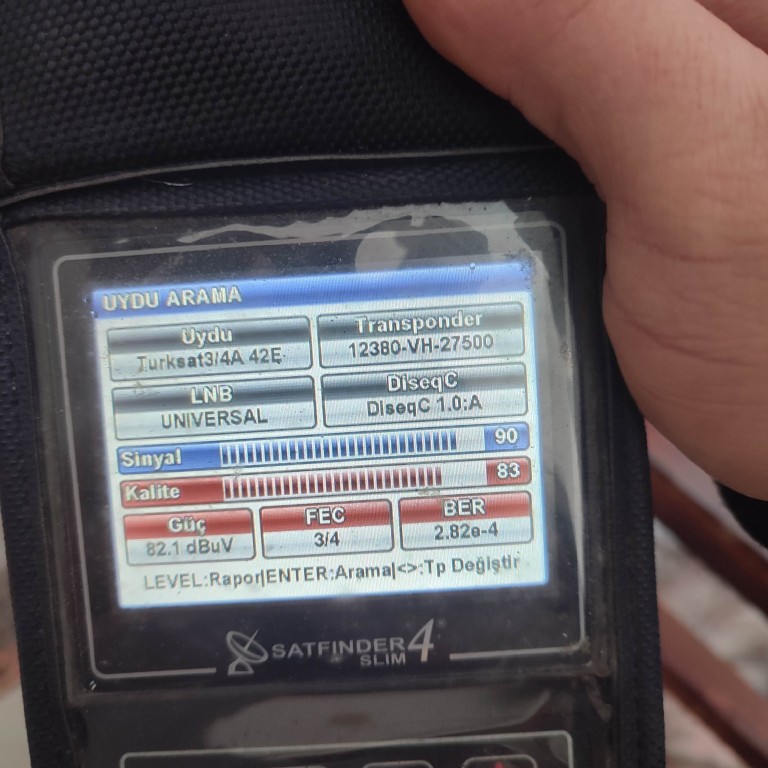 UYDU ARAMA
Uydu
Turksat3/4A 42E
Transponder
12380-VH-27500
LNB
UNIVERSAL
DiseqC
DiseqC 1.0:A
Sinyal 90
Kalite 83
Güç
82.1 dBuV
FEC
3/4
BER
2.82e-4
LEVEL:Rapor|ENTER:Arama|<>:Tp Değiştir
SATFINDER 4
SLIM